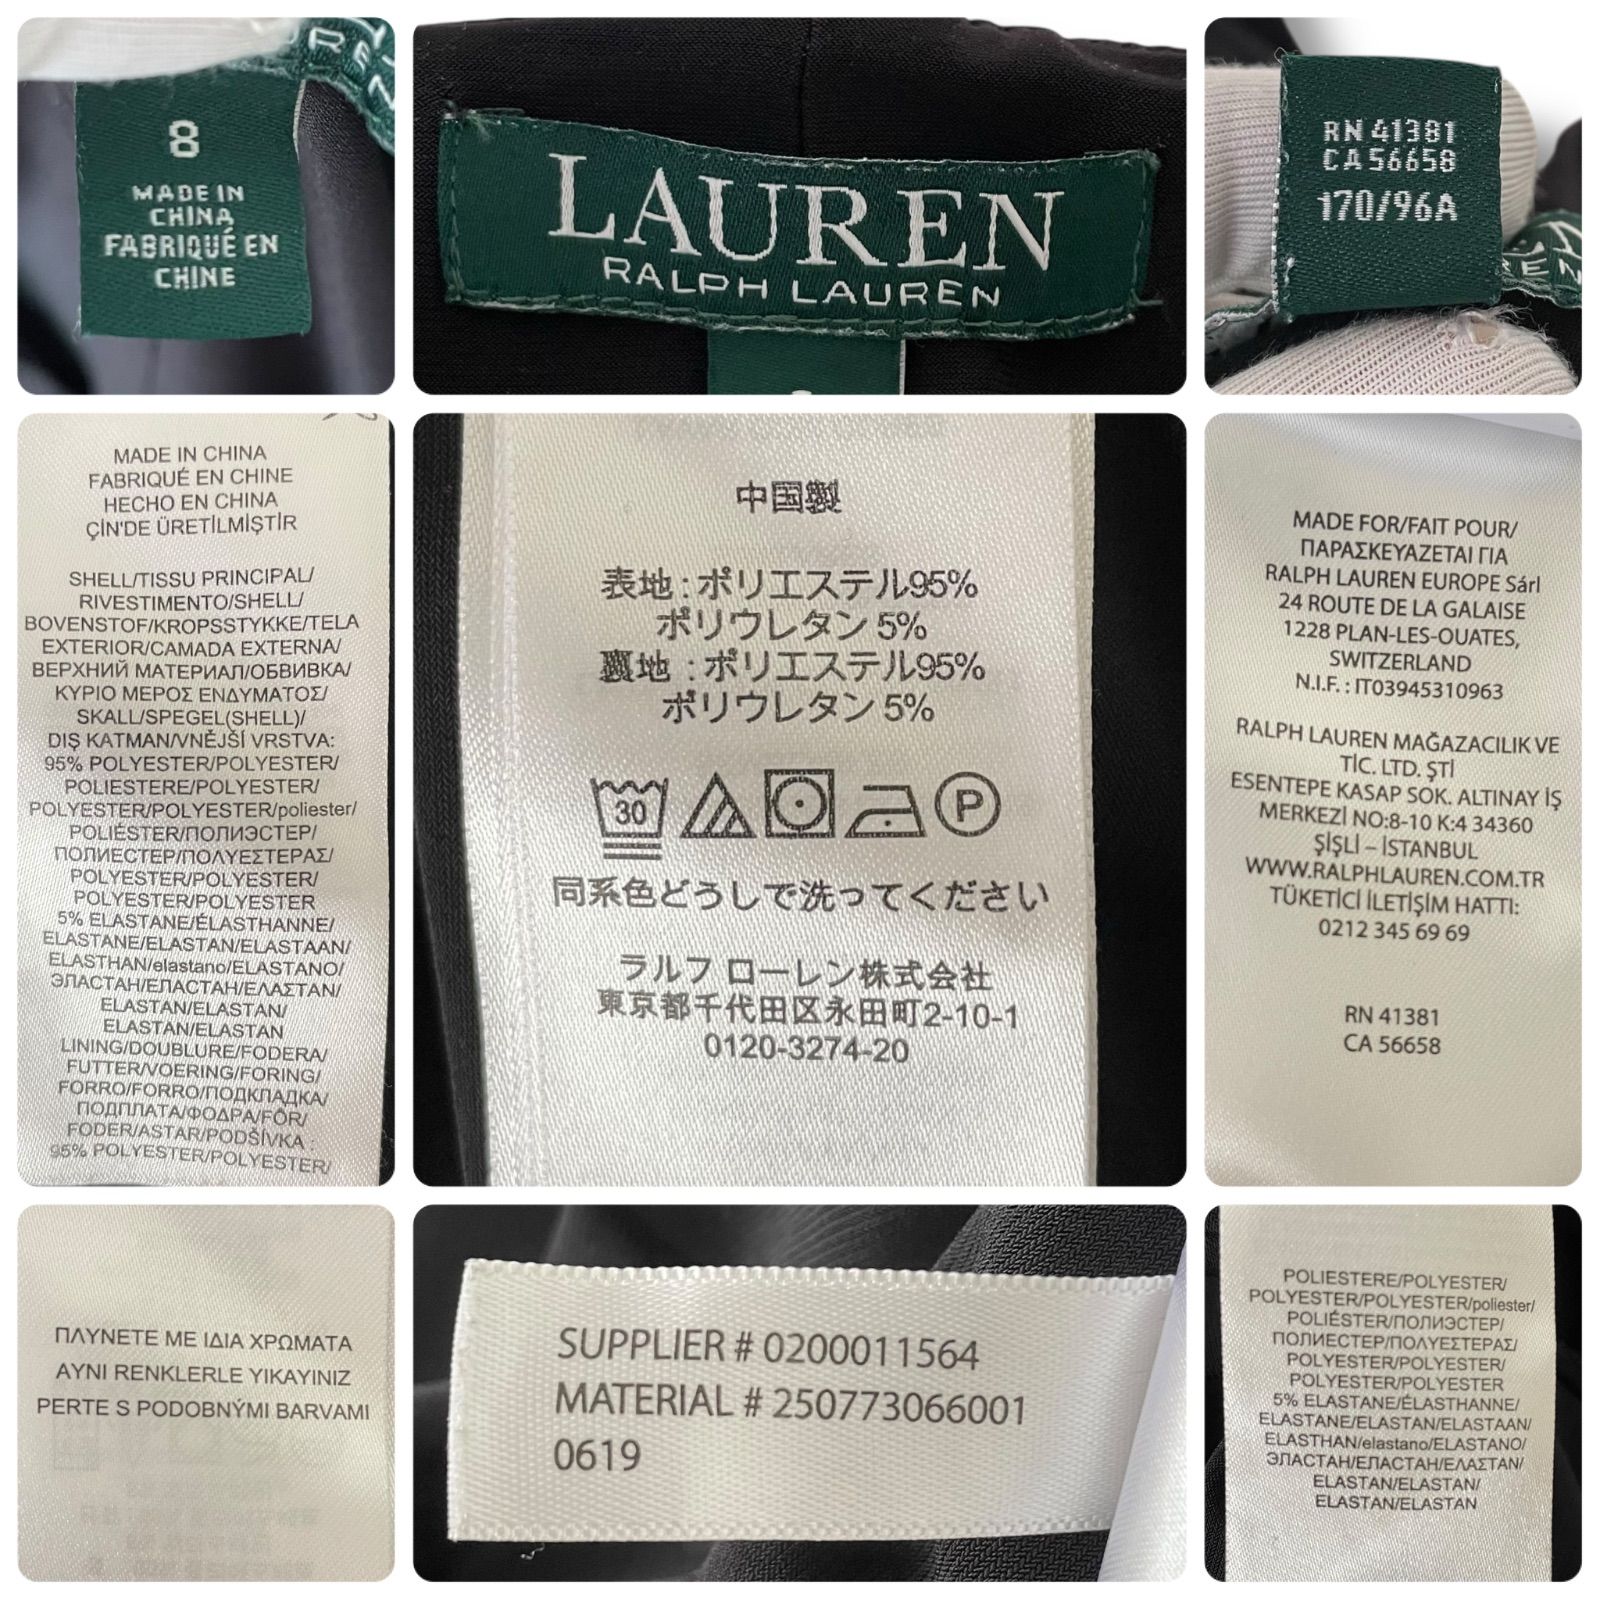 8
MADE IN
CHINA
FABRIQUÉ EN
CHINE
LAUREN
RALPH LAUREN
RN 41381
CA 56658
170/96A
MADE IN CHINA
FABRIQUÉ EN CHINE
HECHO EN CHINA
ÇİN'DE ÜRETİLMİŞTİR
SHELL/TISSU PRINCIPAL/
RIVESTIMENTO/SHELL/
BOVENSTOF/KROPSSTYKKE/TELA
EXTERIOR/CAMADA EXTERNA/
ВЕРХНИЙ МАТЕРИАЛ/ОБВИВКА/
ΚΥΡΙΟ ΜΕΡΟΣ ΕΝΔΥΜΑΤΟΣ/
SKALL/SPEGEL(SHELL)/
DIŞ KATMAN/VNĚJŠÍ VRSTVA:
95% POLYESTER/POLYESTER/
POLIESTERE/POLYESTER/
POLYESTER/POLYESTER/poliester/
POLIÉSTER/ПОЛИЭСТЕР/
ПОЛИЕСТЕР/ΠΟΛΥΕΣΤΕΡΑΣ/
POLYESTER/POLYESTER/
POLYESTER/POLYESTER
5% ELASTANE/ÉLASTHANNE/
ELASTANE/ELASTAN/ELASTAAN/
ELASTHAN/elastano/ELASTANO/
ЭЛАСТАН/ЕЛАСТАН/ΕΛΑΣΤΑΝ/
ELASTAN/ELASTAN/
ELASTAN/ELASTAN
LINING/DOUBLURE/FODERA/
FUTTER/VOERING/FORING/
FORRO/FORRO/ПОДКЛАДКА/
ПОДПЛАТА/ΦΟΔΡΑ/FÔR/
FODER/ASTAR/PODŠÍVKA :
95% POLYESTER/POLYESTER/
中国製
表地 : ポリエステル95%
ポリウレタン 5%
裏地 : ポリエステル95%
ポリウレタン 5%
30
P
同系色どうしで洗ってください
ラルフ ローレン株式会社
東京都千代田区永田町2-10-1
0120-3274-20
MADE FOR/FAIT POUR/
ΠΑΡΑΣΚΕΥΑΖΕΤΑΙ ΓΙΑ
RALPH LAUREN EUROPE Sárl
24 ROUTE DE LA GALAISE
1228 PLAN-LES-OUATES,
SWITZERLAND
N.I.F. : IT03945310963
RALPH LAUREN MAĞAZACILIK VE
TİC. LTD. ŞTİ
ESENTEPE KASAP SOK. ALTINAY İŞ
MERKEZİ NO:8-10 K:4 34360
ŞİŞLİ – İSTANBUL
WWW.RALPHLAUREN.COM.TR
TÜKETİCİ İLETİŞİM HATTI:
0212 345 69 69
RN 41381
CA 56658
ΠΛΥΝΕΤΕ ΜΕ ΙΔΙΑ ΧΡΩΜΑΤΑ
AYNI RENKLERLE YIKAYINIZ
PERTE S PODOBNÝMI BARVAMI
SUPPLIER # 0200011564
MATERIAL # 250773066001
0619
POLIESTERE/POLYESTER/
POLYESTER/POLYESTER/poliester/
POLIÉSTER/ПОЛИЭСТЕР/
ПОЛИЕСТЕР/ΠΟΛΥΕΣΤΕΡΑΣ/
POLYESTER/POLYESTER/
POLYESTER/POLYESTER
5% ELASTANE/ÉLASTHANNE/
ELASTANE/ELASTAN/ELASTAAN/
ELASTHAN/elastano/ELASTANO/
ЭЛАСТАН/ЕЛАСТАН/ΕΛΑΣΤΑΝ/
ELASTAN/ELASTAN/
ELASTAN/ELASTAN